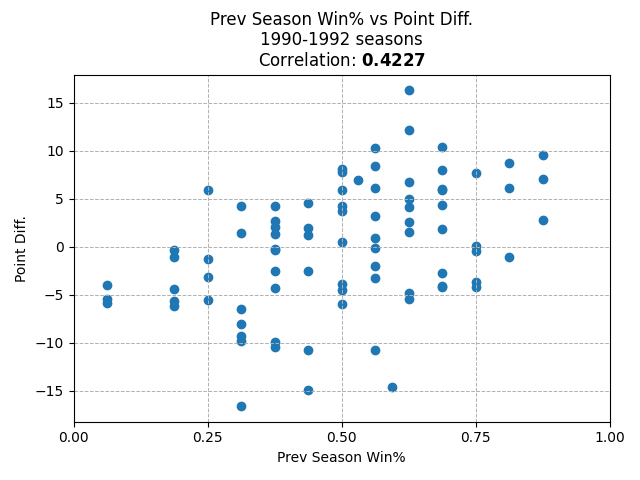 Prev Season Win% vs Point Diff.
1990-1992 seasons
Correlation: 0.4227
Point Diff.
15
10
5
0
−5
−10
−15
0.00 0.25 0.50 0.75 1.00
Prev Season Win%